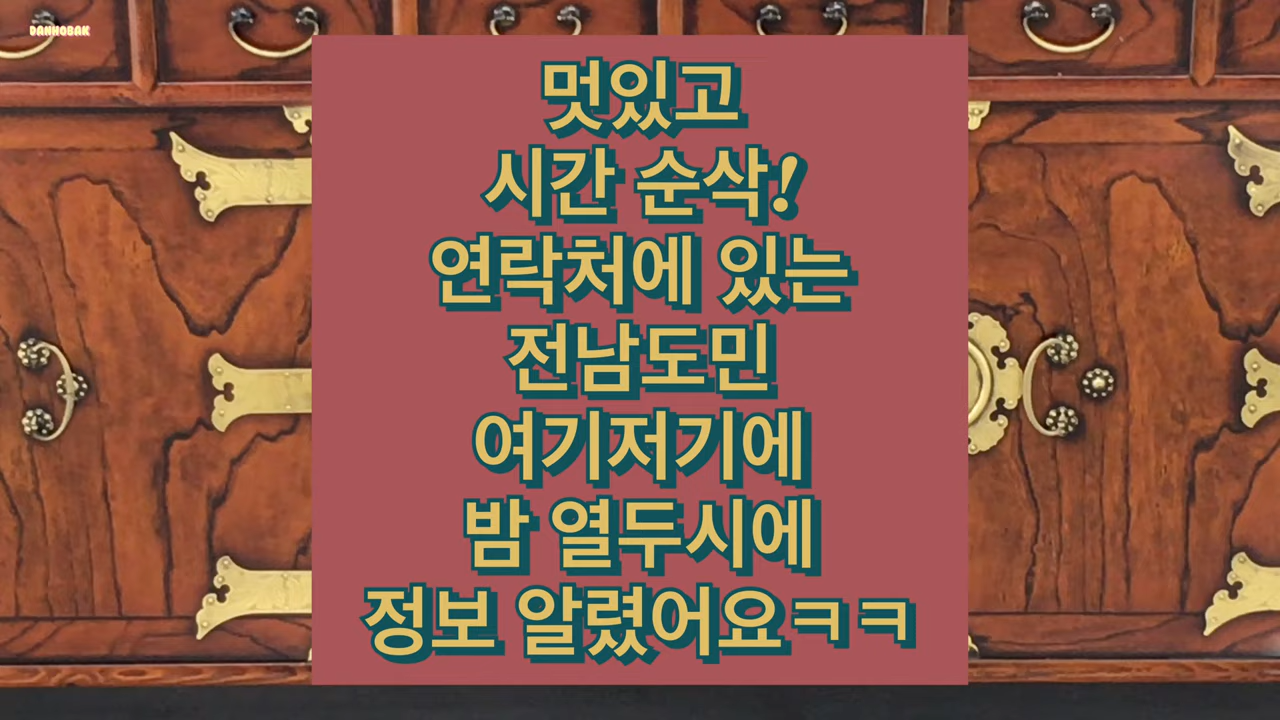 DANHOBAK
멋있고
시간 순삭!
연락처에 있는
전남도민
여기저기에
밤 열두시에
정보 알렸어요ㅋㅋ